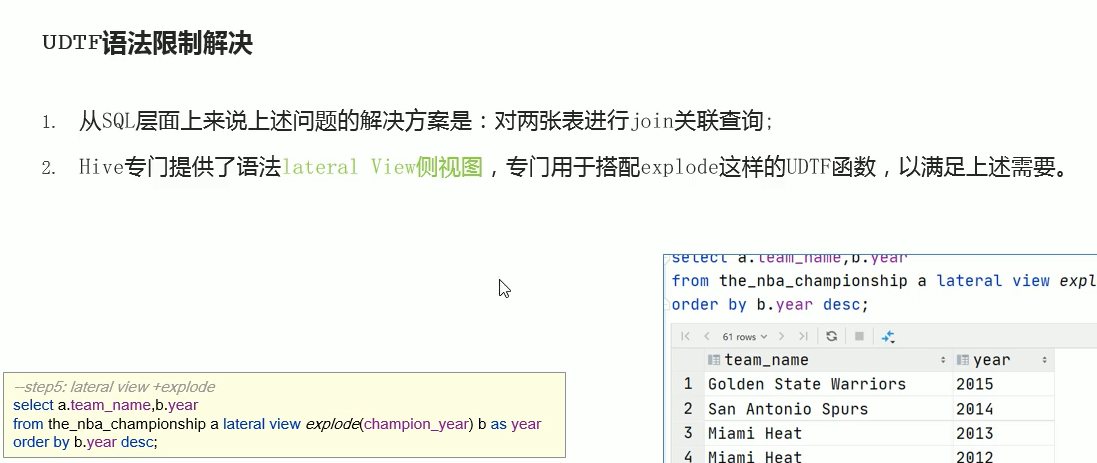 UDTF语法限制解决
1. 从SQL层面上来说上述问题的解决方案是：对两张表进行join关联查询;
2. Hive专门提供了语法lateral View侧视图，专门用于搭配explode这样的UDTF函数，以满足上述需要。
select a.team_name,b.year
from the_nba_championship a lateral view expl
order by b.year desc;
61 rows
team_name year
1 Golden State Warriors 2015
2 San Antonio Spurs 2014
3 Miami Heat 2013
4 Miami Heat 2012
--step5: lateral view +explode
select a.team_name,b.year
from the_nba_championship a lateral view explode(champion_year) b as year
order by b.year desc;